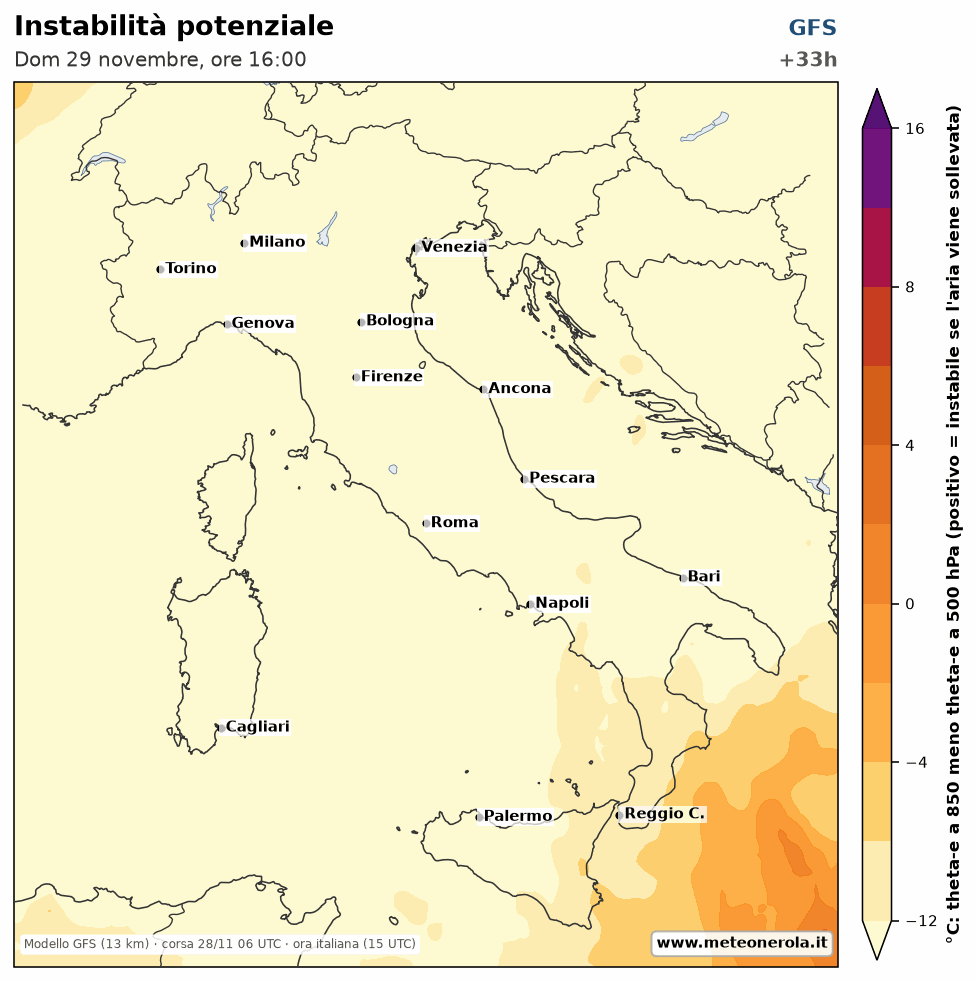 Instabilità potenziale
GFS
Dom 29 novembre, ore 16:00
+33h
Milano
Venezia
Torino
Genova
Bologna
Firenze
Ancona
Pescara
Roma
Bari
Napoli
Cagliari
Palermo
Reggio C.
16
8
4
0
−4
−12
°C: theta-e a 850 meno theta-e a 500 hPa (positivo = instabile se l'aria viene sollevata)
Modello GFS (13 km) · corsa 28/11 06 UTC · ora italiana (15 UTC)
www.meteonerola.it